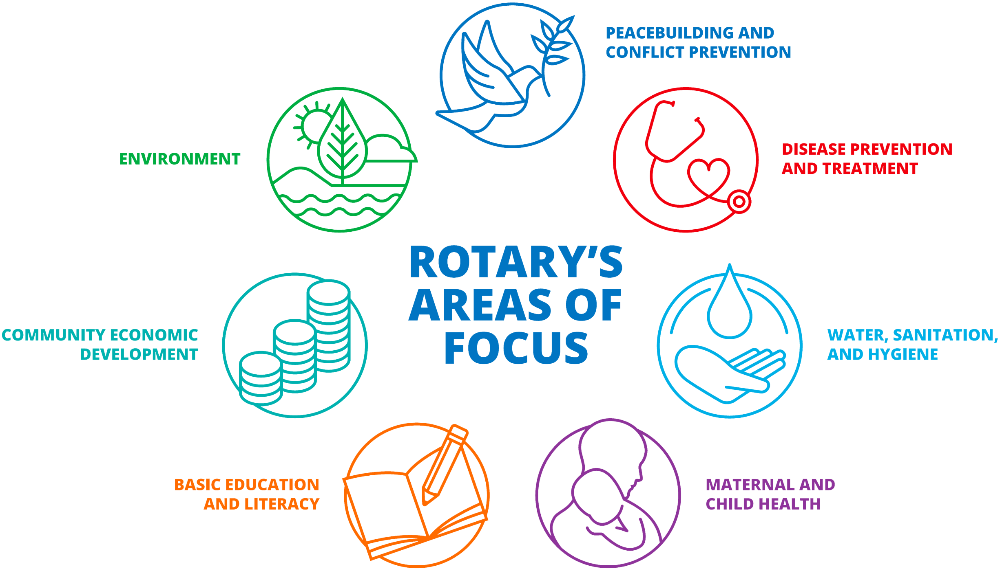 PEACEBUILDING AND
CONFLICT PREVENTION
DISEASE PREVENTION
AND TREATMENT
ENVIRONMENT
ROTARY’S
AREAS OF
FOCUS
WATER, SANITATION,
AND HYGIENE
COMMUNITY ECONOMIC
DEVELOPMENT
BASIC EDUCATION
AND LITERACY
MATERNAL AND
CHILD HEALTH